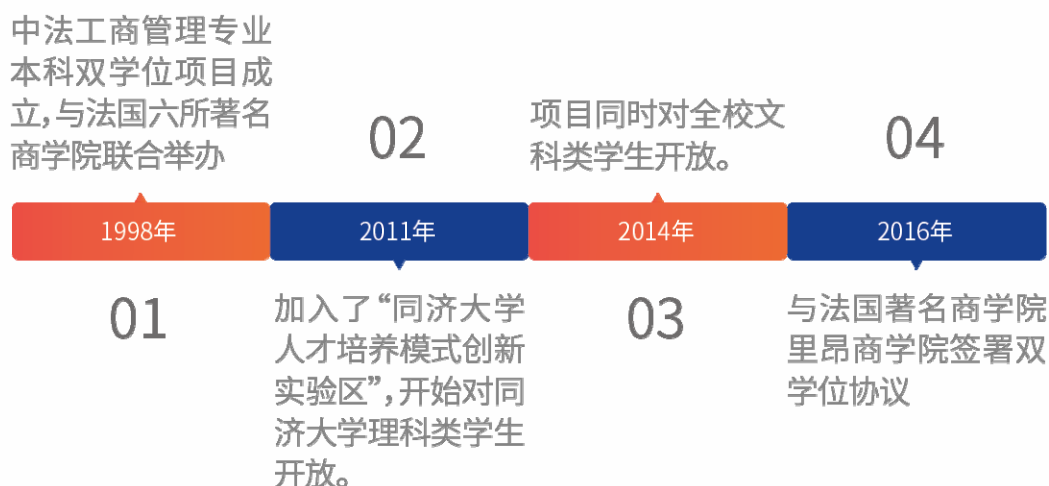 中法工商管理专业
本科双学位项目成
立,与法国六所著名
商学院联合举办
1998年
01
02
2011年
加入了“同济大学
人才培养模式创新
实验区”,开始对同
济大学理科类学生
开放。
项目同时对全校文
科类学生开放。
2014年
03
04
2016年
与法国著名商学院
里昂商学院签署双
学位协议